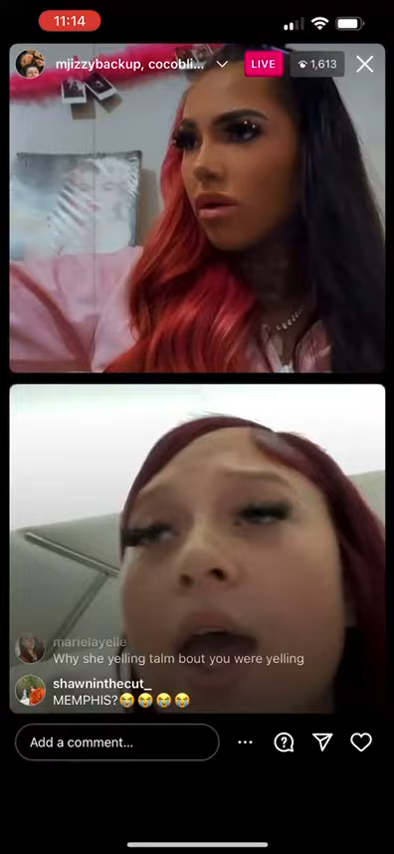 11:14
mjizzybackup, cocobli... LIVE 1,613
marielayelle
Why she yelling talm bout you were yelling
shawninthecut_
MEMPHIS?😭😭😭😭
Add a comment...